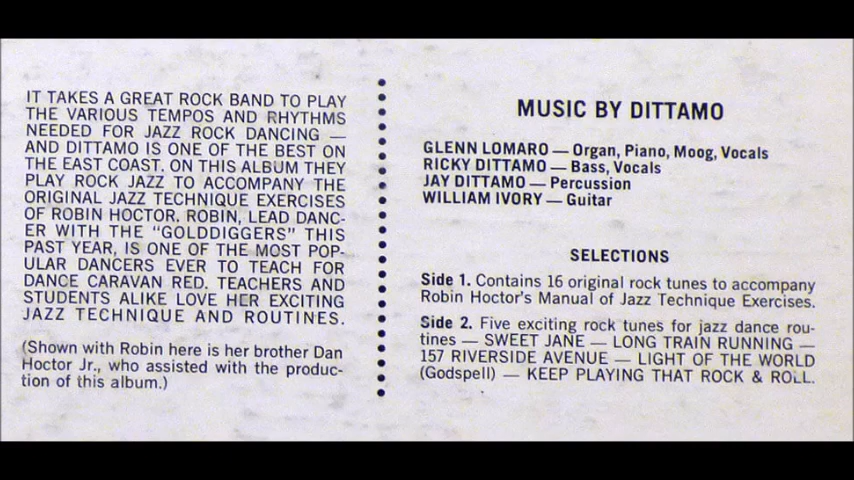 IT TAKES A GREAT ROCK BAND TO PLAY
THE VARIOUS TEMPOS AND RHYTHMS
NEEDED FOR JAZZ ROCK DANCING —
AND DITTAMO IS ONE OF THE BEST ON
THE EAST COAST. ON THIS ALBUM THEY
PLAY ROCK JAZZ TO ACCOMPANY THE
ORIGINAL JAZZ TECHNIQUE EXERCISES
OF ROBIN HOCTOR. ROBIN, LEAD DANC-
ER WITH THE “GOLDDIGGERS” THIS
PAST YEAR, IS ONE OF THE MOST POP-
ULAR DANCERS EVER TO TEACH FOR
DANCE CARAVAN RED. TEACHERS AND
STUDENTS ALIKE LOVE HER EXCITING
JAZZ TECHNIQUE AND ROUTINES.
(Shown with Robin here is her brother Dan
Hoctor Jr., who assisted with the produc-
tion of this album.)
MUSIC BY DITTAMO
GLENN LOMARO — Organ, Piano, Moog, Vocals
RICKY DITTAMO — Bass, Vocals
JAY DITTAMO — Percussion
WILLIAM IVORY — Guitar
SELECTIONS
Side 1. Contains 16 original rock tunes to accompany
Robin Hoctor's Manual of Jazz Technique Exercises.
Side 2. Five exciting rock tunes for jazz dance rou-
tines — SWEET JANE — LONG TRAIN RUNNING —
157 RIVERSIDE AVENUE — LIGHT OF THE WORLD
(Godspell) — KEEP PLAYING THAT ROCK & ROLL.